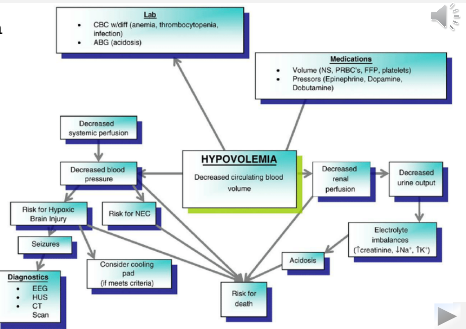 Lab
• CBC w/diff (anemia, thrombocytopenia,
infection)
• ABG (acidosis)
Medications
• Volume (NS, PRBC's, FFP, platelets)
• Pressors (Epinephrine, Dopamine,
Dobutamine)
Decreased
systemic perfusion
HYPOVOLEMIA
Decreased circulating blood
volume
Decreased blood
pressure
Decreased
renal
perfusion
Decreased
urine output
Risk for Hypoxic
Brain Injury
Risk for NEC
Electrolyte
imbalances
(↑creatinine, ↓Na⁺, ↑K⁺)
Seizures
Consider cooling
pad
(if meets criteria)
Acidosis
Diagnostics
• EEG
• HUS
• CT
Scan
Risk for
death